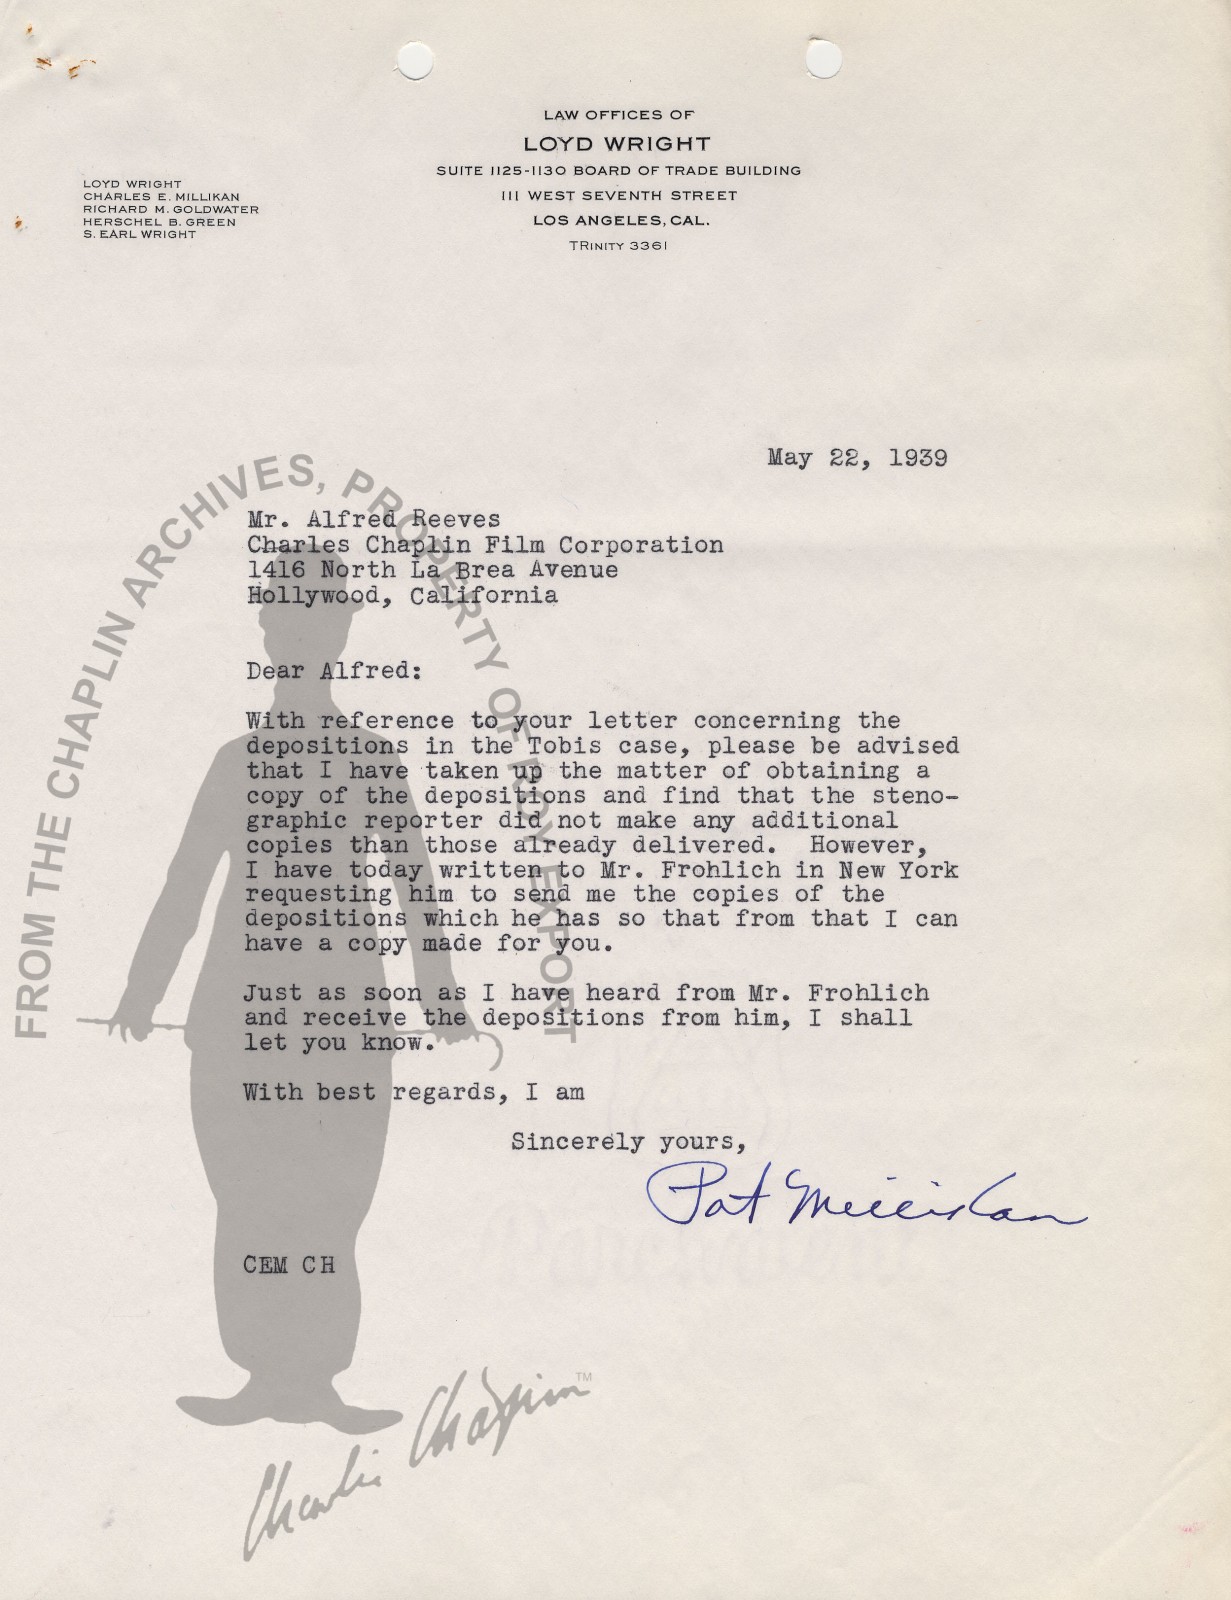 LAW OFFICES OF
LOYD WRIGHT
SUITE 1125-1130 BOARD OF TRADE BUILDING
111 WEST SEVENTH STREET
LOS ANGELES, CAL.
TRINITY 3361
LOYD WRIGHT
CHARLES E. MILLIKAN
RICHARD M. GOLDWATER
HERSCHEL B. GREEN
S. EARL WRIGHT
May 22, 1939
Mr. Alfred Reeves
Charles Chaplin Film Corporation
1416 North La Brea Avenue
Hollywood, California
Dear Alfred:
With reference to your letter concerning the
depositions in the Tobis case, please be advised
that I have taken up the matter of obtaining a
copy of the depositions and find that the steno-
graphic reporter did not make any additional
copies than those already delivered. However,
I have today written to Mr. Frohlich in New York
requesting him to send me the copies of the
depositions which he has so that from that I can
have a copy made for you.
Just as soon as I have heard from Mr. Frohlich
and receive the depositions from him, I shall
let you know.
With best regards, I am
Sincerely yours,
Pat Millikan
CEM CH
FROM THE CHAPLIN ARCHIVES, PROPERTY OF ROY EXPORT
Charlie Chaplin™